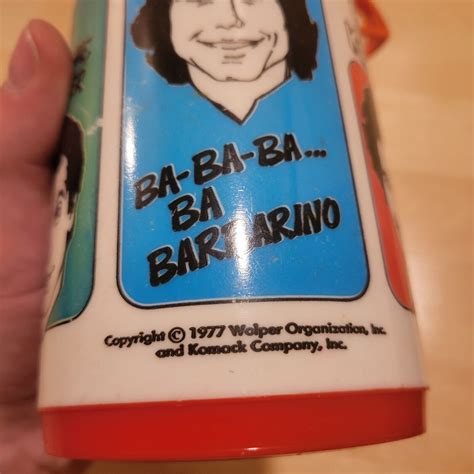 BA-BA-BA...
BA
BARBARINO
Copyright © 1977 Wolper Organization, Inc.
and Komack Company, Inc.